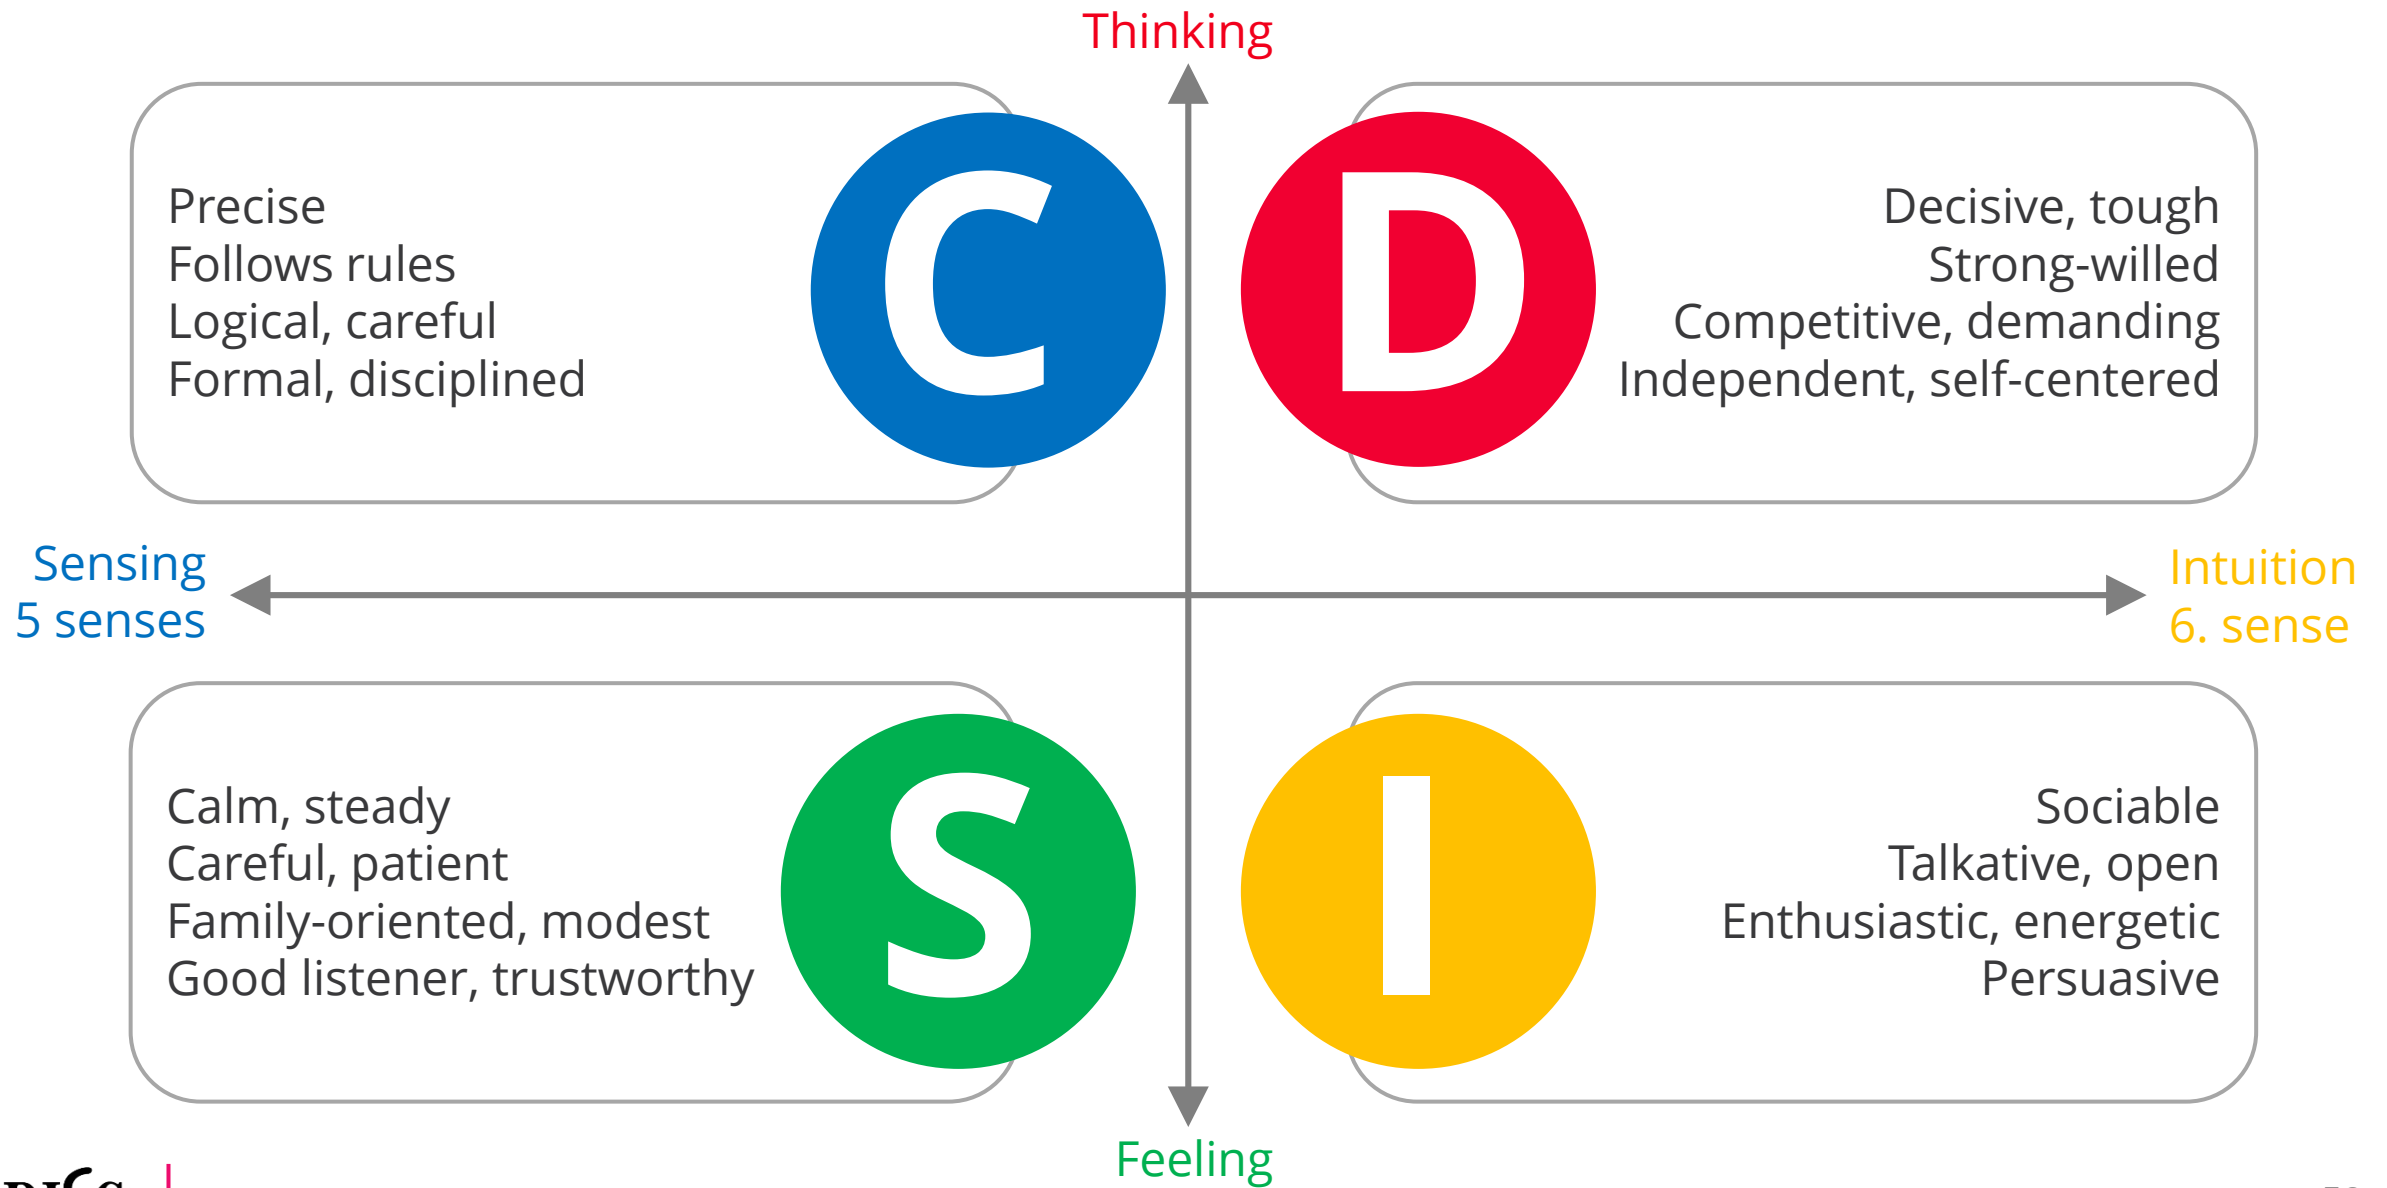 Thinking
Precise
Follows rules
Logical, careful
Formal, disciplined
C
D
Decisive, tough
Strong-willed
Competitive, demanding
Independent, self-centered
Sensing
5 senses
Intuition
6. sense
Calm, steady
Careful, patient
Family-oriented, modest
Good listener, trustworthy
S
I
Sociable
Talkative, open
Enthusiastic, energetic
Persuasive
Feeling